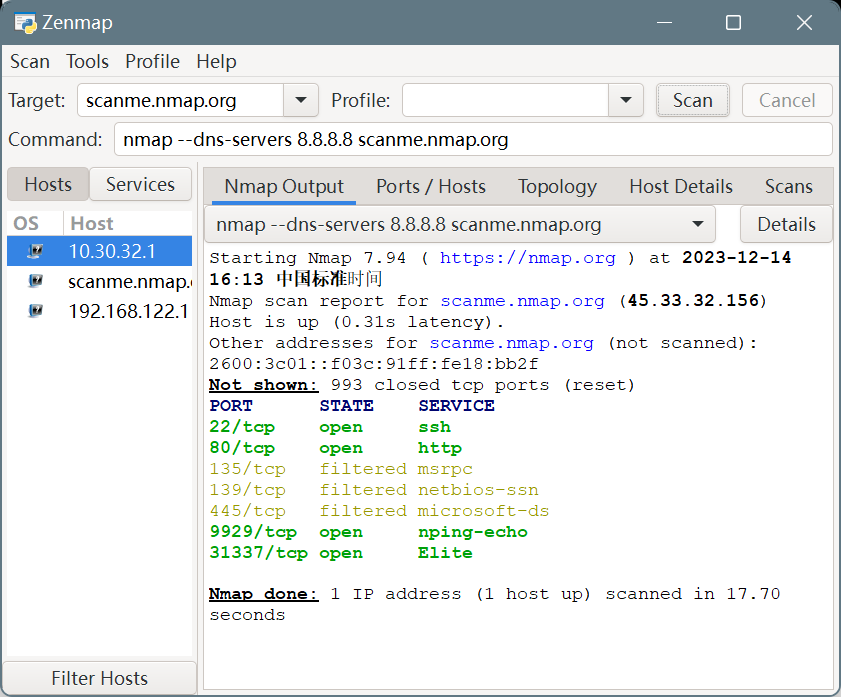 Zenmap
Scan Tools Profile Help
Target: scanme.nmap.org Profile: Scan Cancel
Command: nmap --dns-servers 8.8.8.8 scanme.nmap.org
Hosts Services
Nmap Output Ports / Hosts Topology Host Details Scans
OS Host
nmap --dns-servers 8.8.8.8 scanme.nmap.org Details
10.30.32.1
scanme.nmap.
192.168.122.1
Starting Nmap 7.94 ( https://nmap.org ) at 2023-12-14
16:13 中国标准时间
Nmap scan report for scanme.nmap.org (45.33.32.156)
Host is up (0.31s latency).
Other addresses for scanme.nmap.org (not scanned):
2600:3c01::f03c:91ff:fe18:bb2f
Not shown: 993 closed tcp ports (reset)
PORT STATE SERVICE
22/tcp open ssh
80/tcp open http
135/tcp filtered msrpc
139/tcp filtered netbios-ssn
445/tcp filtered microsoft-ds
9929/tcp open nping-echo
31337/tcp open Elite
Nmap done: 1 IP address (1 host up) scanned in 17.70
seconds
Filter Hosts